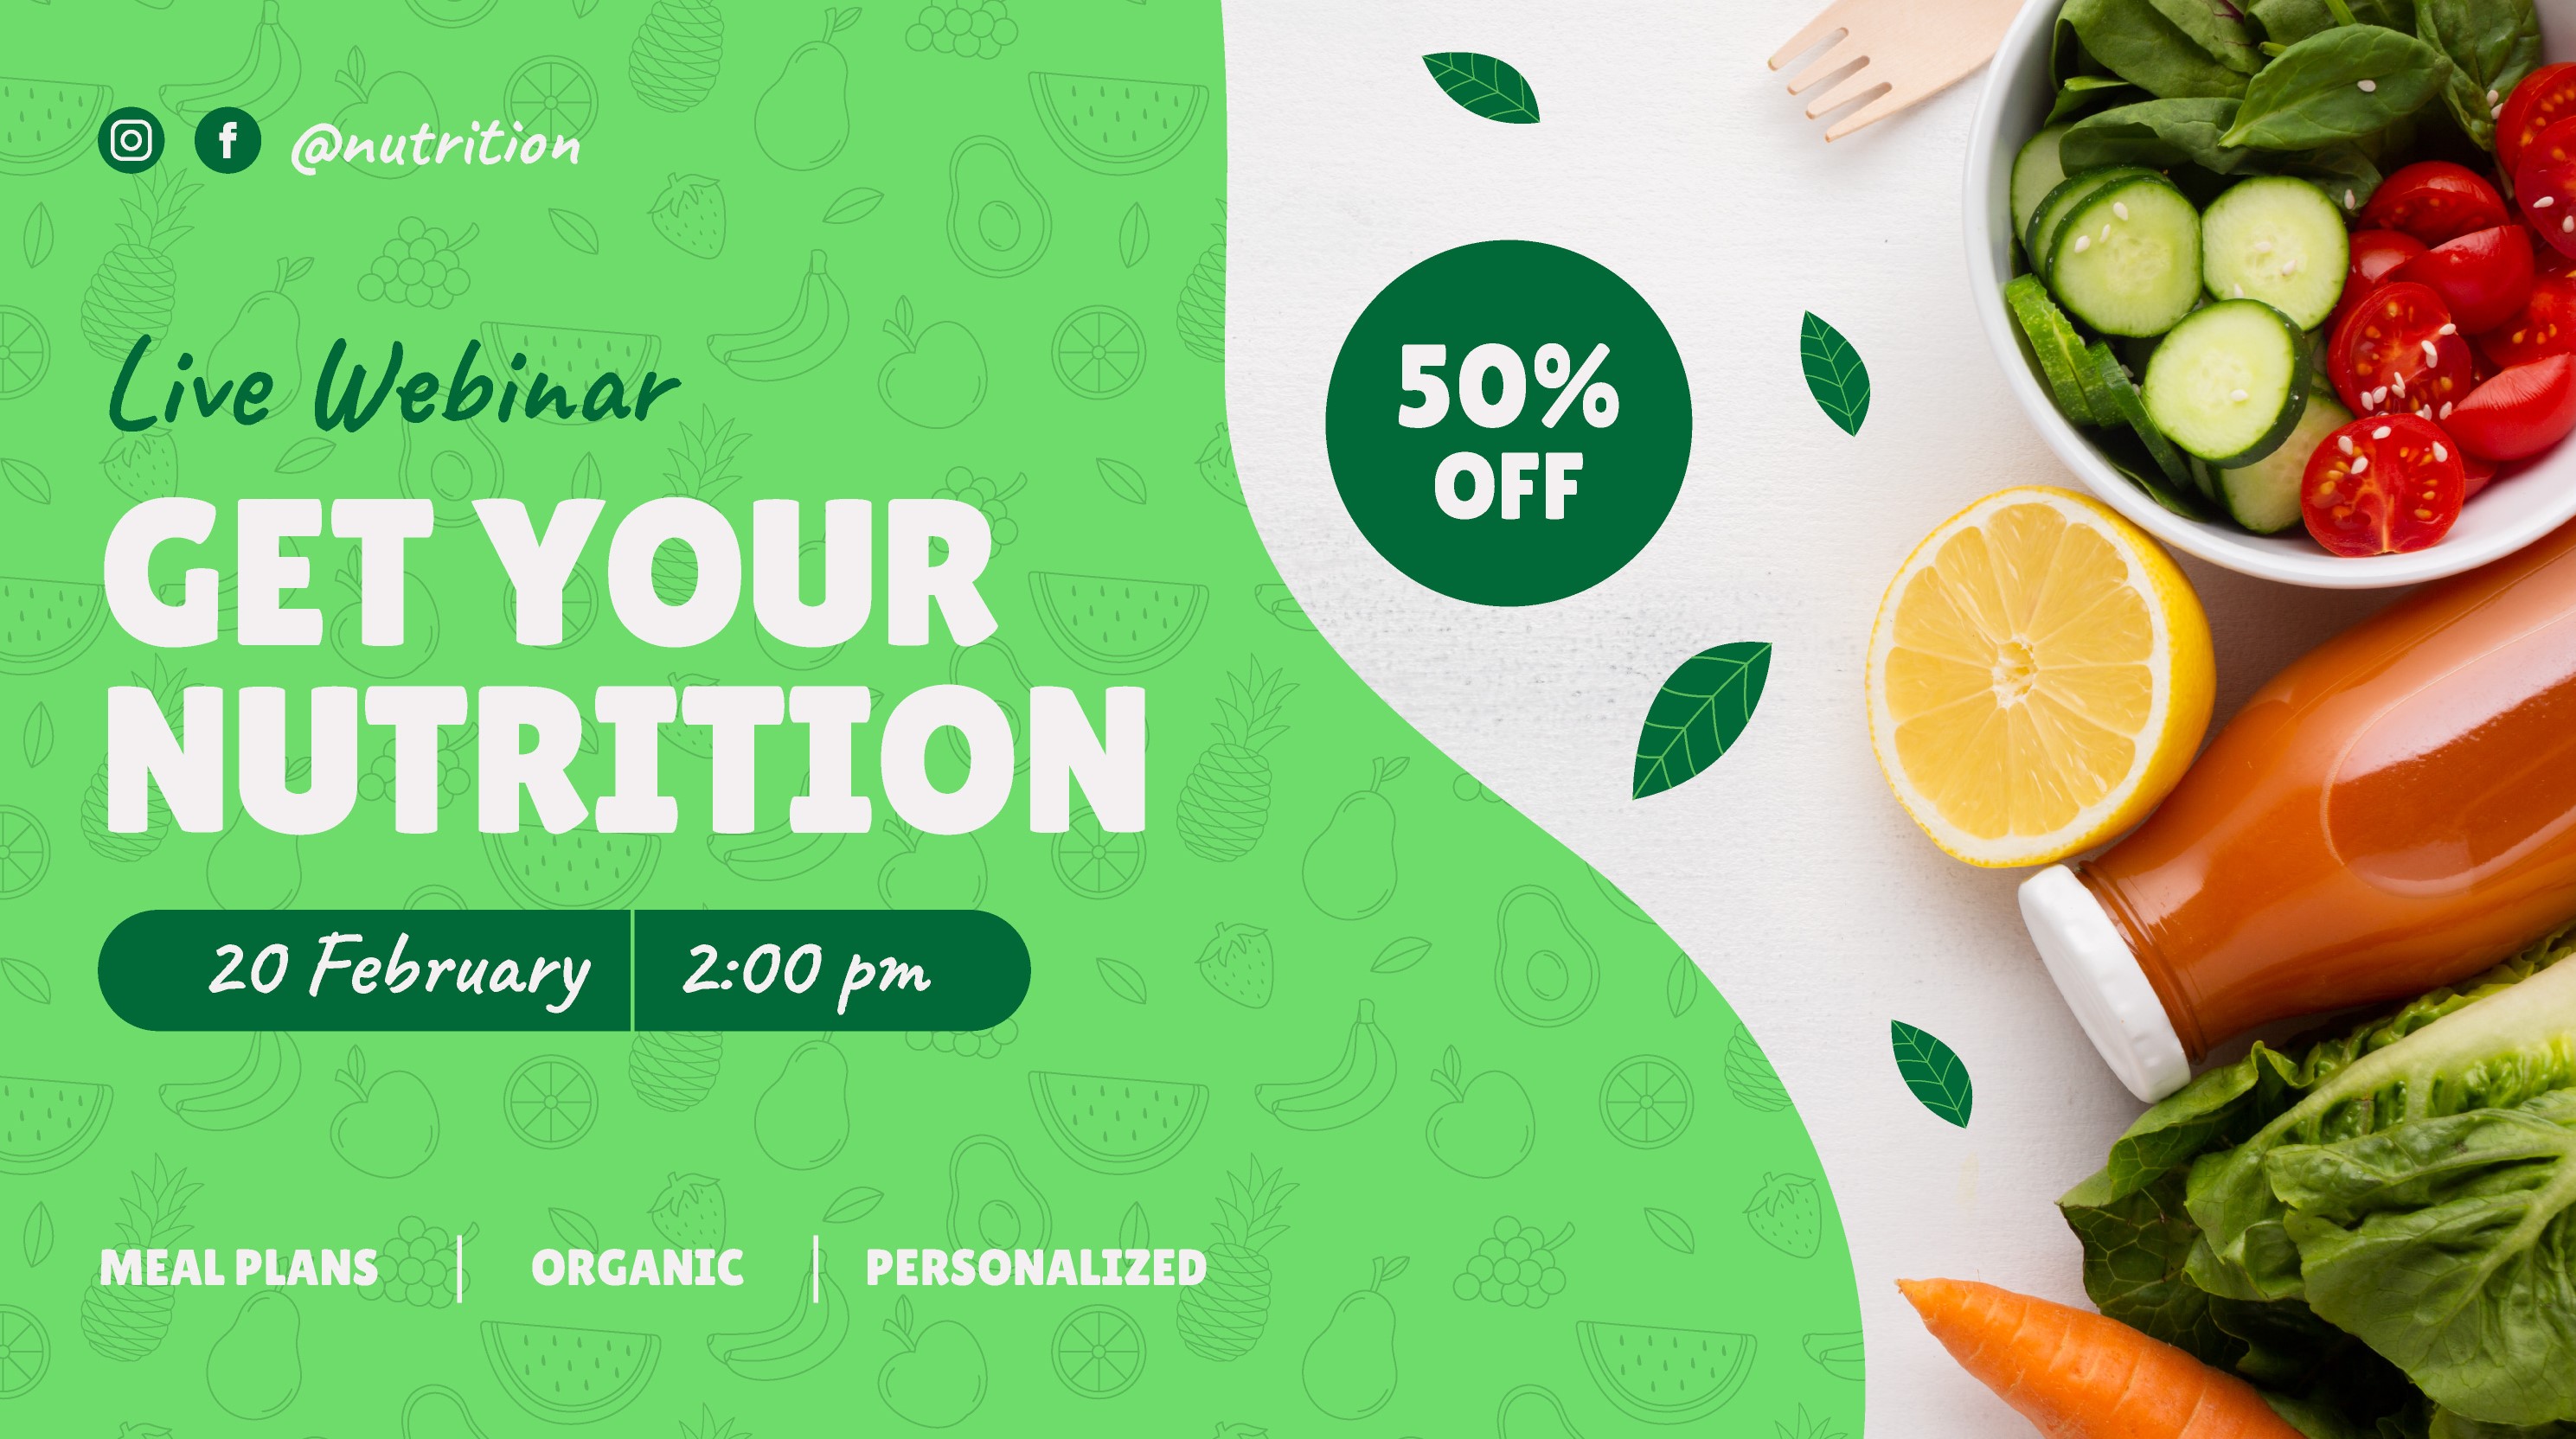 @nutrition
Live Webinar
GET YOUR
NUTRITION
20 February
2:00 pm
MEAL PLANS
ORGANIC
PERSONALIZED
50%
OFF